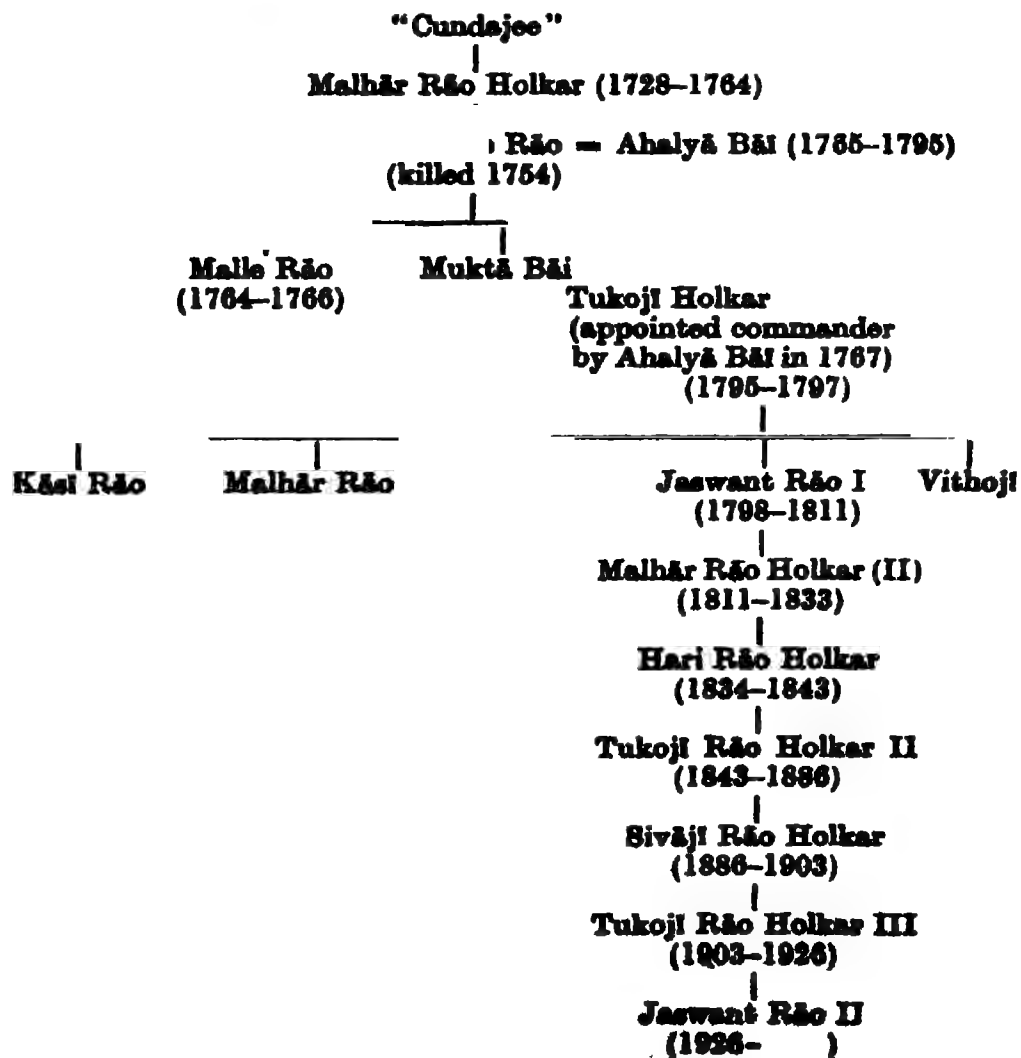 "Cundajee"
Malhār Rāo Holkar (1728–1764)
Rāo = Ahalyā Bāī (1765–1795)
(killed 1754)
Malle Rāo
(1764–1766)
Muktā Bāi
Tukojī Holkar
(appointed commander
by Ahalyā Bāī in 1767)
(1795–1797)
Kāsī Rāo
Malhār Rāo
Jaswant Rāo I
(1798–1811)
Vithojī
Malhār Rāo Holkar (II)
(1811–1833)
Hari Rāo Holkar
(1834–1843)
Tukojī Rāo Holkar II
(1843–1886)
Sivājī Rāo Holkar
(1886–1903)
Tukojī Rāo Holkar III
(1903–1926)
Jaswant Rāo II
(1926– )